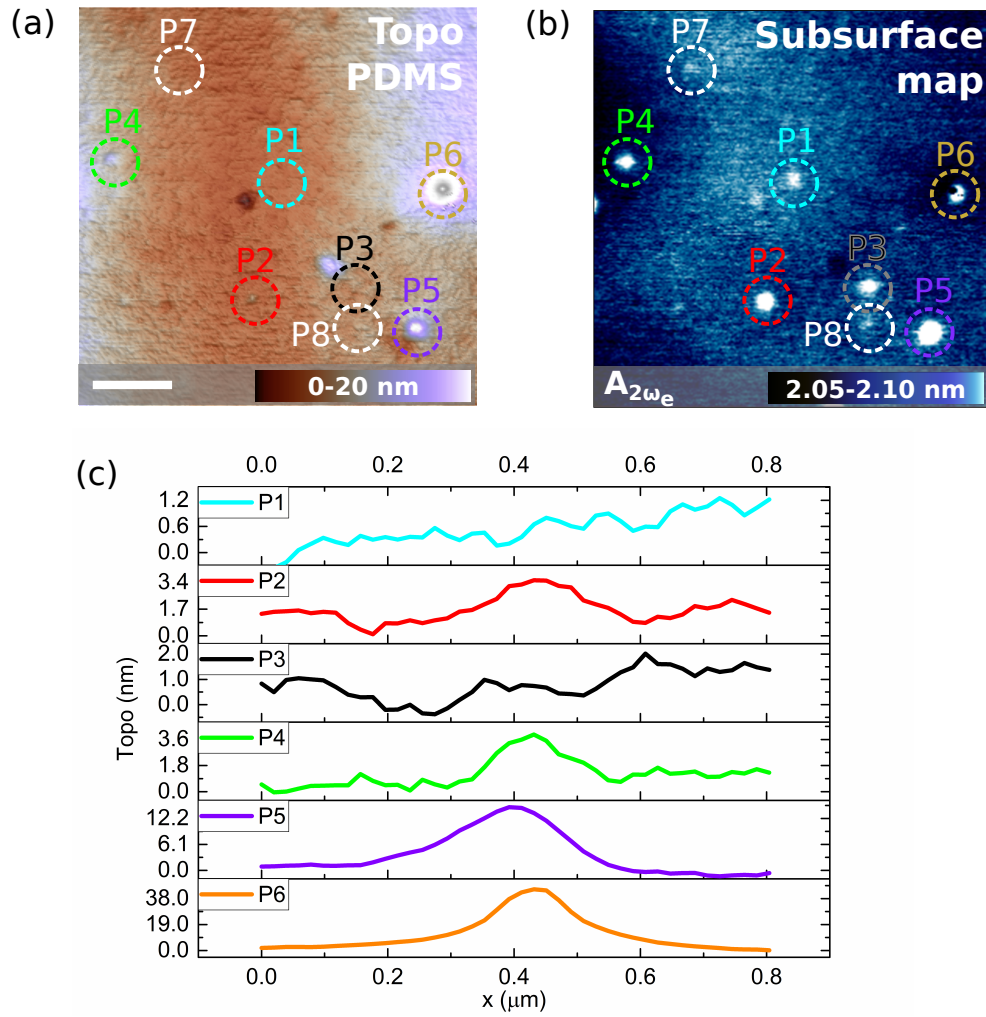 (a)
P7
Topo
PDMS
P4
P1
P6
P2
P3
P5
P8
0-20 nm
(b)
P7
Subsurface
map
P4
P1
P6
P2
P3
P5
P8
A2ωe
2.05-2.10 nm
(c)
0.0 0.2 0.4 0.6 0.8
P1
1.2
0.6
0.0
P2
3.4
1.7
0.0
P3
2.0
1.0
0.0
P4
3.6
1.8
0.0
P5
12.2
6.1
0.0
P6
38.0
19.0
0.0
Topo (nm)
0.0 0.2 0.4 0.6 0.8
x (μm)